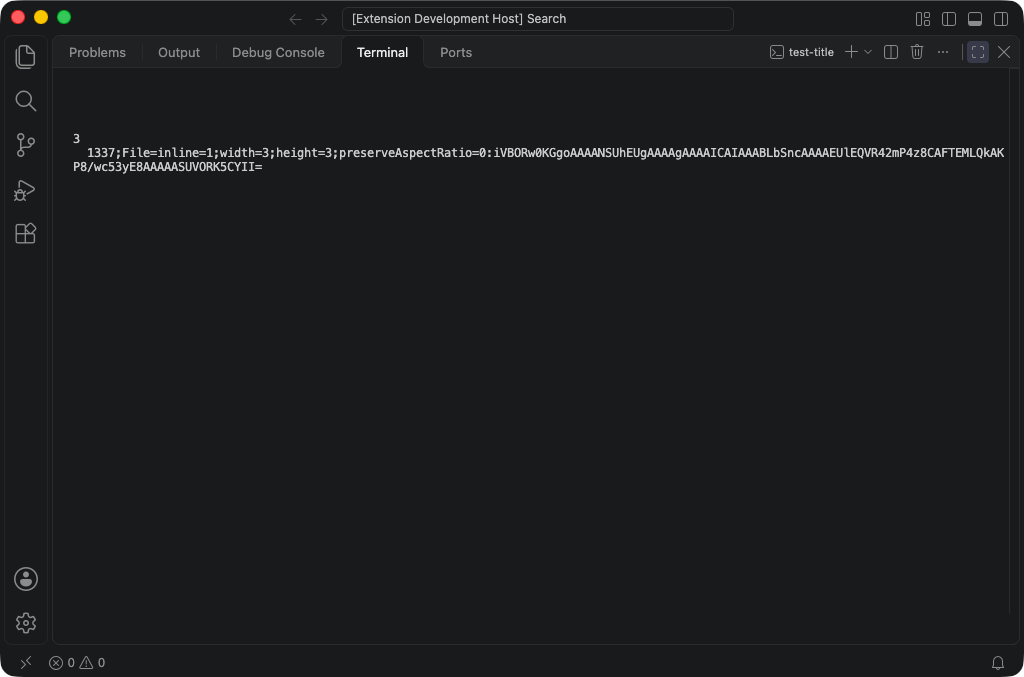 [Extension Development Host] Search
Problems Output Debug Console Terminal Ports test-title
3
1337;File=inline=1;width=3;height=3;preserveAspectRatio=0:iVBORw0KGgoAAAANSUhEUgAAAAgAAAAICAIAAABLbSncAAAAEUlEQVR42mP4z8CAFTEMLQkAK
P8/wc53yE8AAAAASUVORK5CYII=
0 0